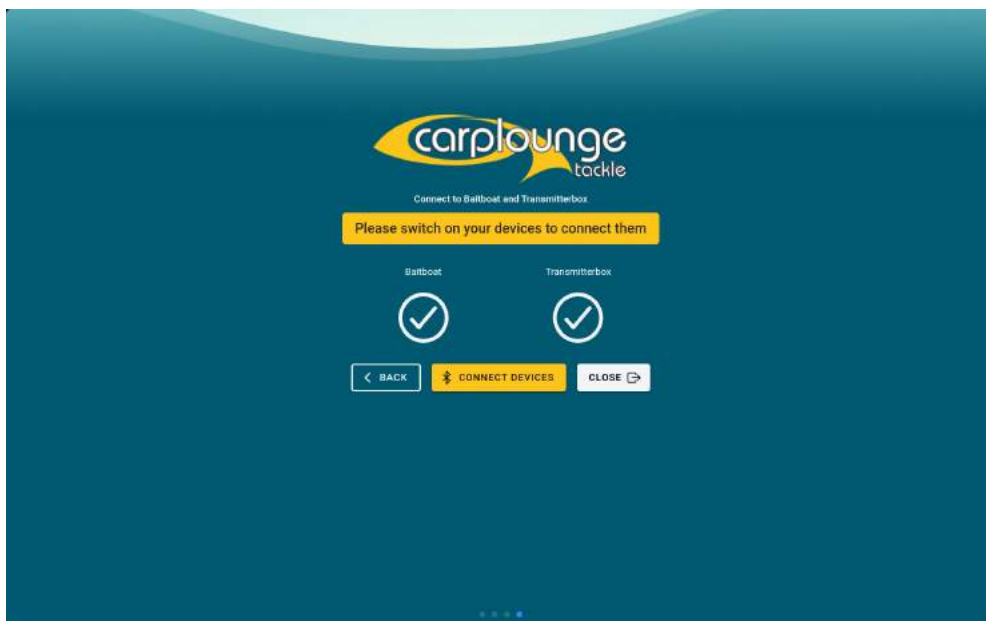 carplounge
tackle
Connect to Baitboat and Transmitterbox
Please switch on your devices to connect them
Baitboat Transmitterbox
BACK CONNECT DEVICES CLOSE